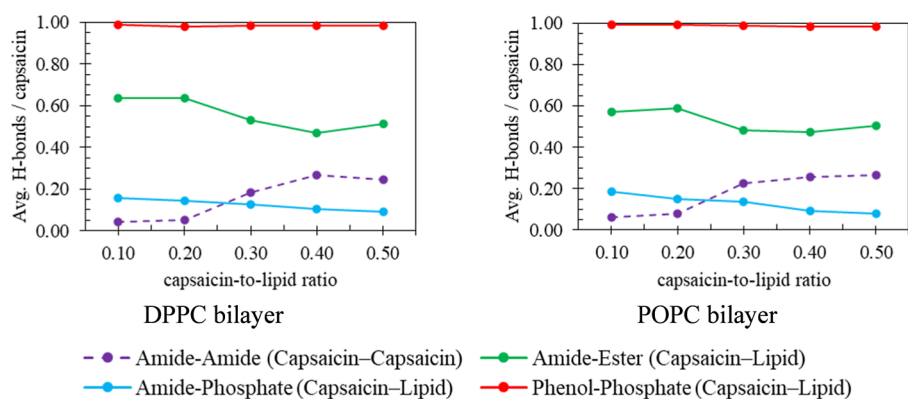 1.00 1.00
0.80 0.80
0.60 0.60
0.40 0.40
0.20 0.20
0.00 0.00
Avg. H-bonds / capsaicin Avg. H-bonds / capsaicin
0.10 0.20 0.30 0.40 0.50 0.10 0.20 0.30 0.40 0.50
capsaicin-to-lipid ratio capsaicin-to-lipid ratio
DPPC bilayer POPC bilayer
Amide-Amide (Capsaicin–Capsaicin) Amide-Ester (Capsaicin–Lipid)
Amide-Phosphate (Capsaicin–Lipid) Phenol-Phosphate (Capsaicin–Lipid)